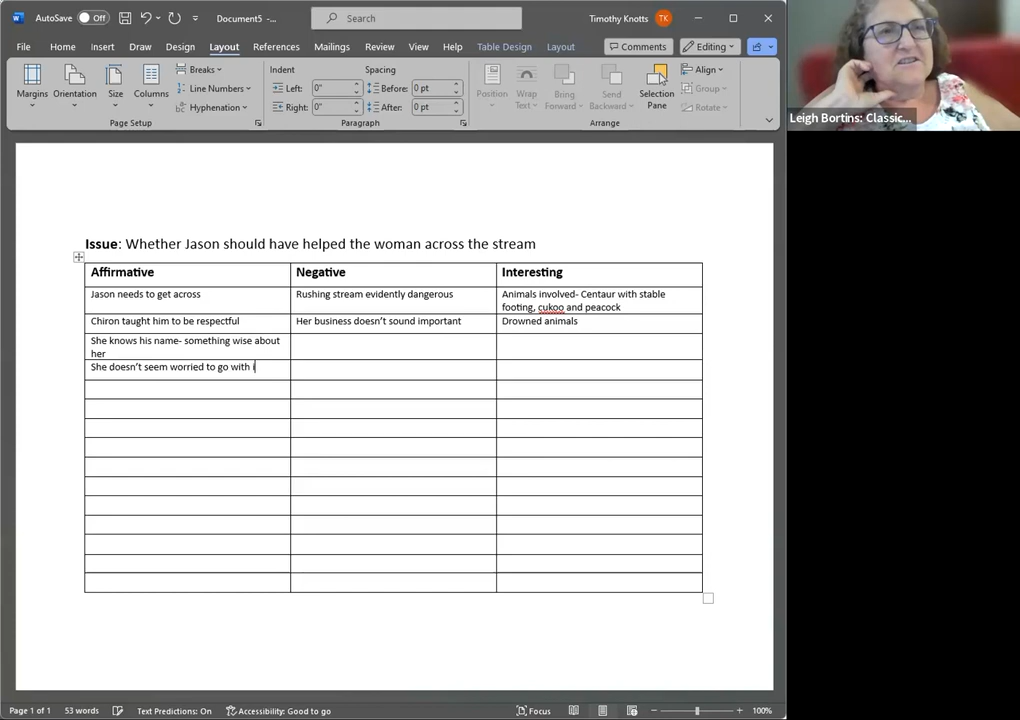 AutoSave Off Document5 -... Search Timothy Knotts TK
File Home Insert Draw Design Layout References Mailings Review View Help Table Design Layout Comments Editing
Margins Orientation Size Columns Breaks Line Numbers Hyphenation
Page Setup
Indent Spacing
Left: 0" Before: 0 pt
Right: 0" After: 0 pt
Paragraph
Position Wrap Text Bring Forward Send Backward Selection Pane Align Group Rotate
Arrange
Leigh Bortins: Classic...
Issue: Whether Jason should have helped the woman across the stream
Affirmative Negative Interesting
Jason needs to get across
Rushing stream evidently dangerous
Animals involved- Centaur with stable
footing, cukoo and peacock
Chiron taught him to be respectful
Her business doesn't sound important
Drowned animals
She knows his name- something wise about
her
She doesn't seem worried to go with i
Page 1 of 1 53 words Text Predictions: On Accessibility: Good to go Focus 100%